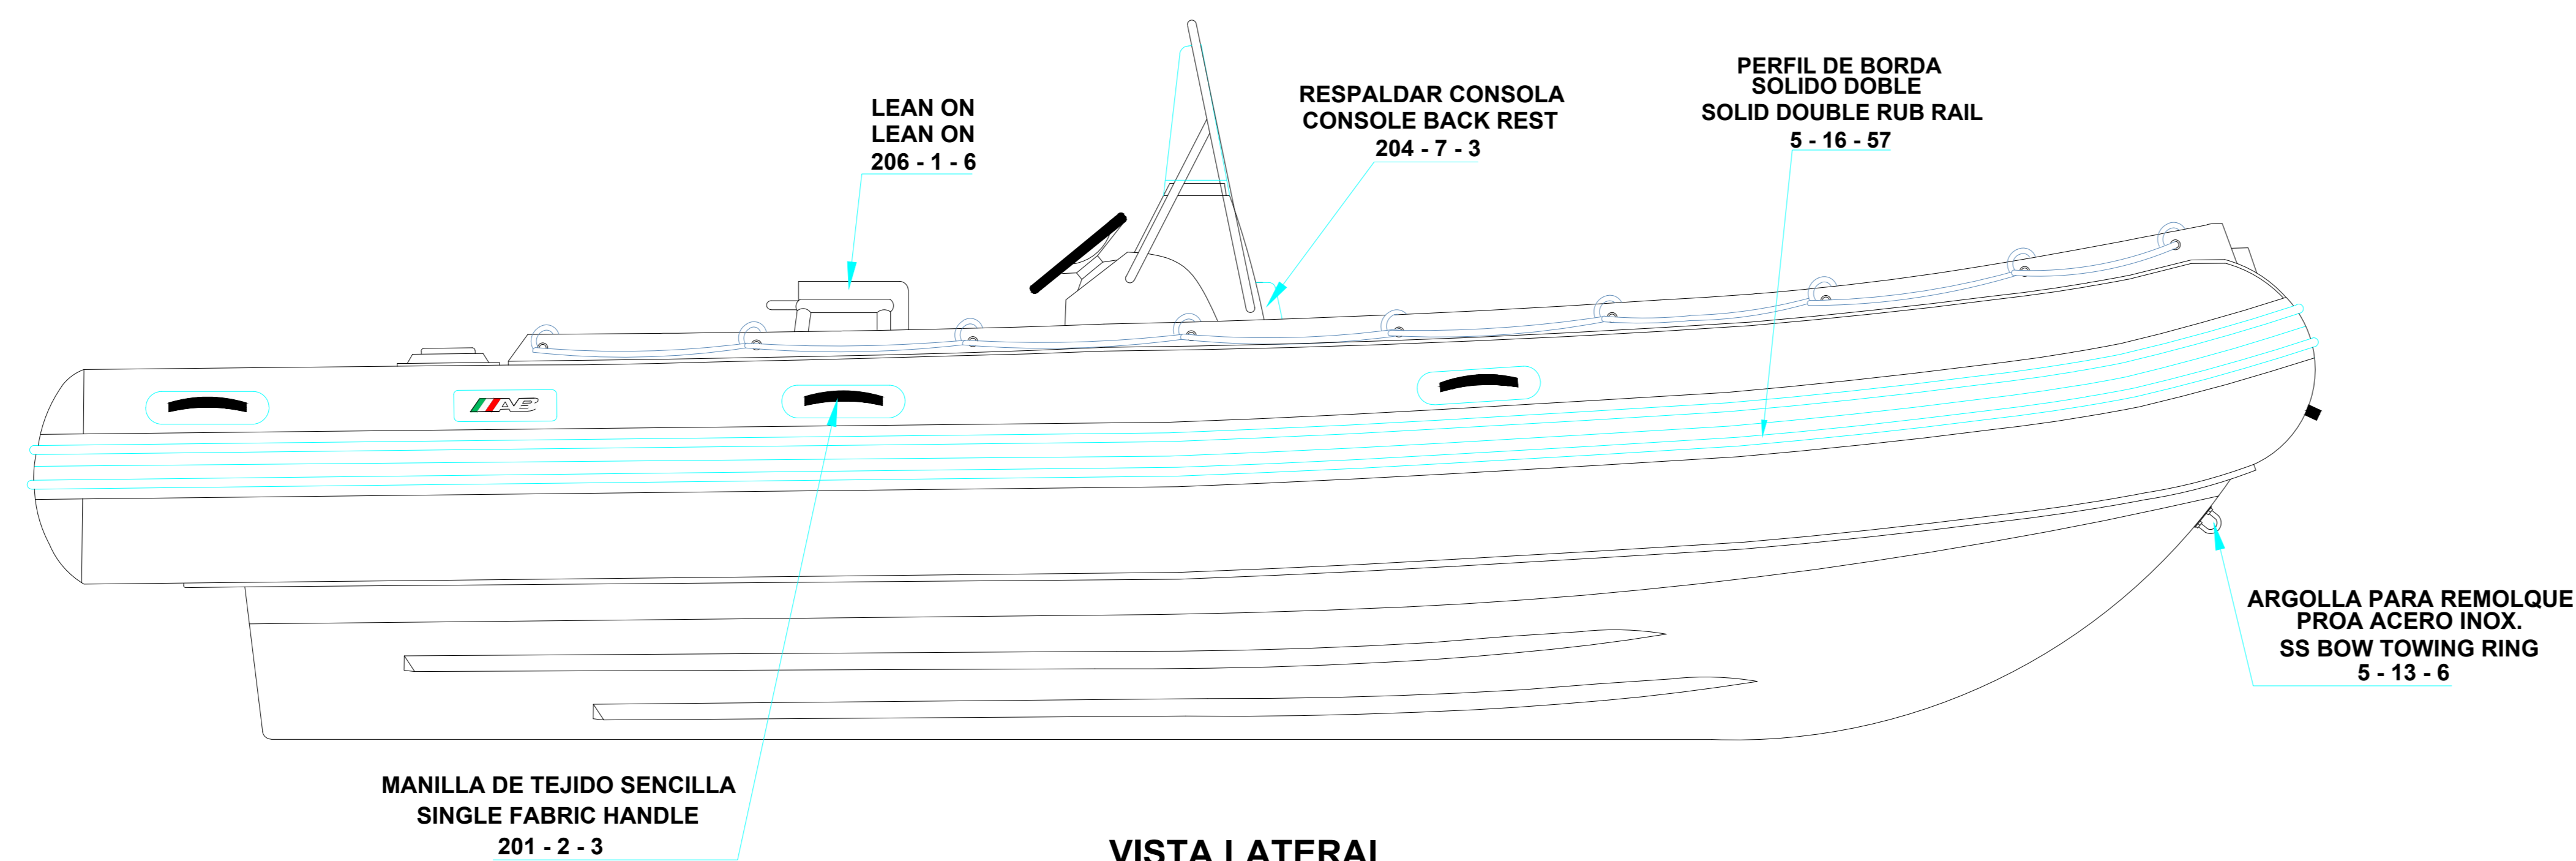 LEAN ON
LEAN ON
206 - 1 - 6
RESPALDAR CONSOLA
CONSOLE BACK REST
204 - 7 - 3
PERFIL DE BORDA
SOLIDO DOBLE
SOLID DOUBLE RUB RAIL
5 - 16 - 57
AB
ARGOLLA PARA REMOLQUE
PROA ACERO INOX.
SS BOW TOWING RING
5 - 13 - 6
MANILLA DE TEJIDO SENCILLA
SINGLE FABRIC HANDLE
201 - 2 - 3
VISTA LATERAL